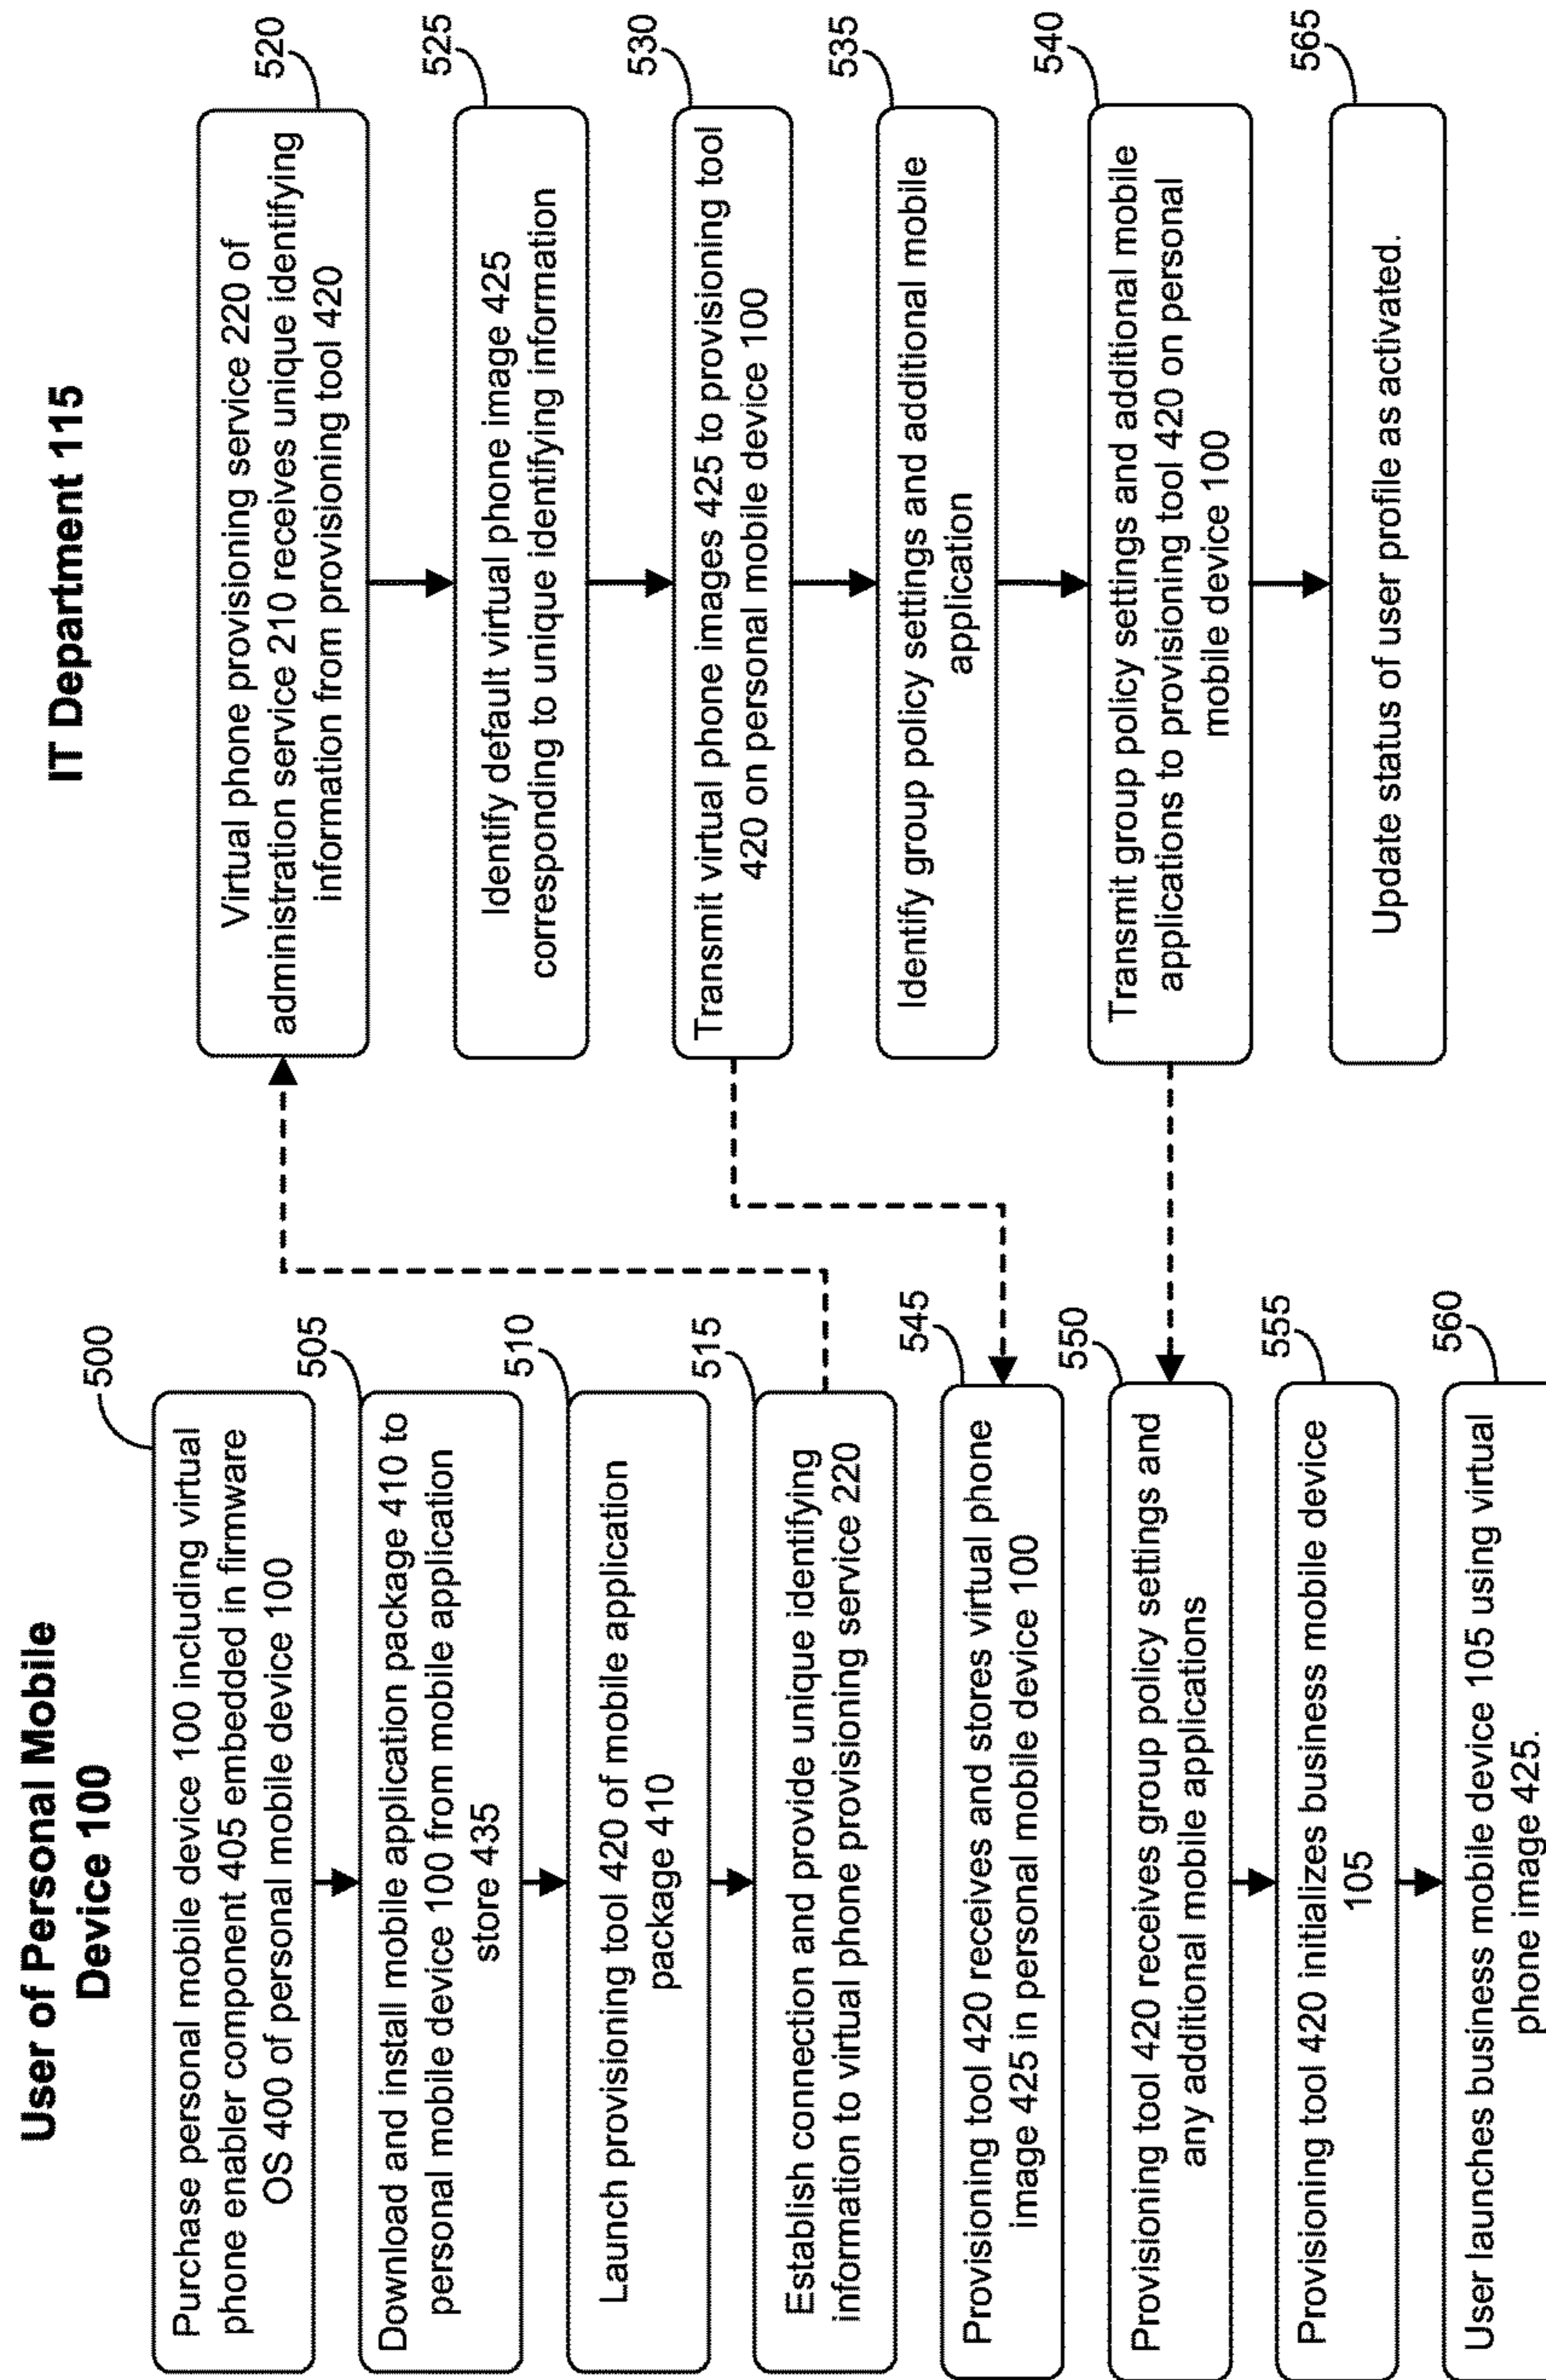 User of Personal Mobile
Device 100
500
Purchase personal mobile device 100 including virtual
phone enabler component 405 embedded in firmware
OS 400 of personal mobile device 100
505
Download and install mobile application package 410 to
personal mobile device 100 from mobile application
store 435
510
Launch provisioning tool 420 of mobile application
package 410
515
Establish connection and provide unique identifying
information to virtual phone provisioning service 220
545
Provisioning tool 420 receives and stores virtual phone
image 425 in personal mobile device 100
550
Provisioning tool 420 receives group policy settings and
any additional mobile applications
555
Provisioning tool 420 initializes business mobile device
105
560
User launches business mobile device 105 using virtual
phone image 425.
IT Department 115
520
Virtual phone provisioning service 220 of
administration service 210 receives unique identifying
information from provisioning tool 420
525
Identify default virtual phone image 425
corresponding to unique identifying information
530
Transmit virtual phone images 425 to provisioning tool
420 on personal mobile device 100
535
Identify group policy settings and additional mobile
application
540
Transmit group policy settings and additional mobile
applications to provisioning tool 420 on personal
mobile device 100
565
Update status of user profile as activated.